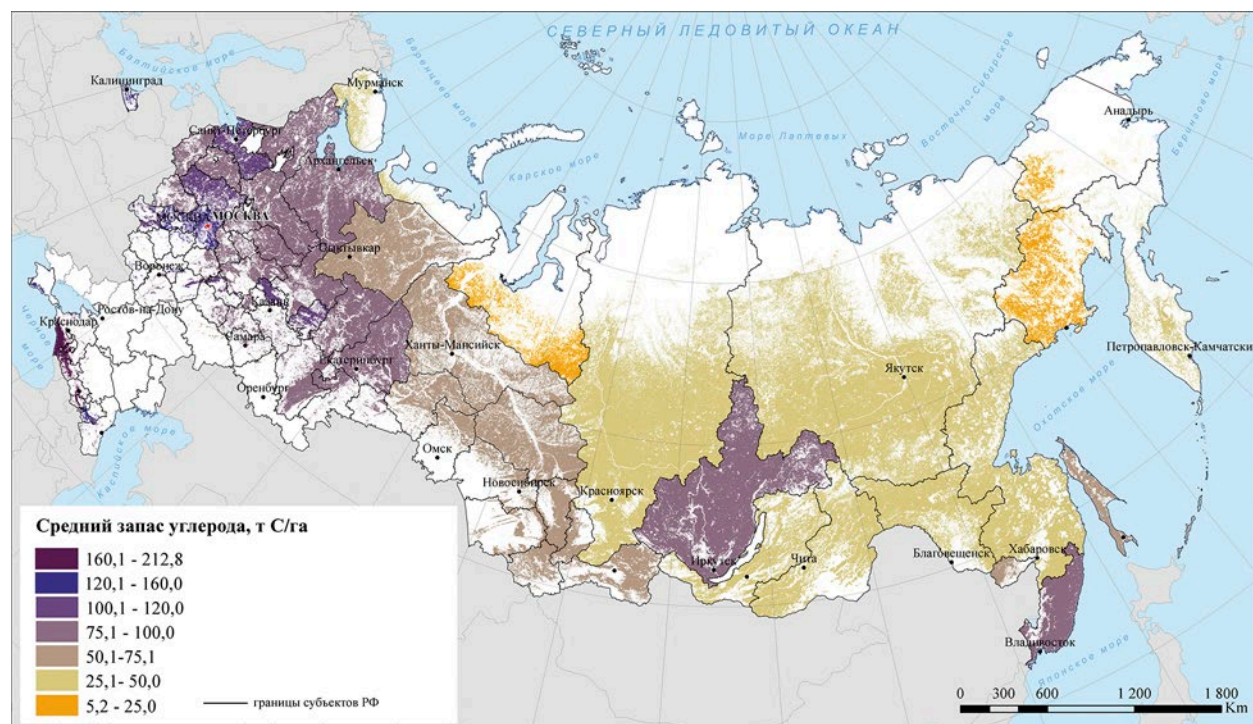 СЕВЕРНЫЙ ЛЕДОВИТЫЙ ОКЕАН
Балтийское море
Баренцево море
Карское море
Море Лаптевых
Восточно-Сибирское море
Берингово море
Калининград
Мурманск
Анадырь
Санкт-Петербург
Архангельск
МОСКВА
Сыктывкар
Воронеж
Казань
Ростов-на-Дону
Краснодар
Самара
Ханты-Мансийск
Екатеринбург
Оренбург
Черное море
Каспийское море
Якутск
Петропавловск-Камчатский
Охотское море
Омск
Новосибирск
Красноярск
Иркутск
Чита
Благовещенск
Хабаровск
Владивосток
Японское море
Средний запас углерода, т С/га
160,1 - 212,8
120,1 - 160,0
100,1 - 120,0
75,1 - 100,0
50,1-75,1
25,1- 50,0
5,2 - 25,0
границы субъектов РФ
0 300 600 1 200 1 800
Km